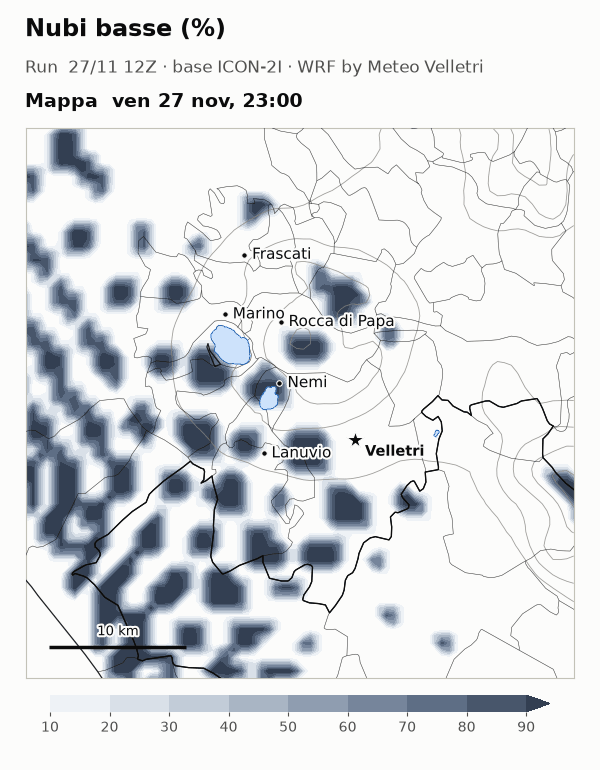 Nubi basse (%)
Run  27/11 12Z · base ICON-2I · WRF by Meteo Velletri
Mappa  ven 27 nov, 23:00
Frascati
Marino
Rocca di Papa
Nemi
Velletri
Lanuvio
10 km
10 20 30 40 50 60 70 80 90